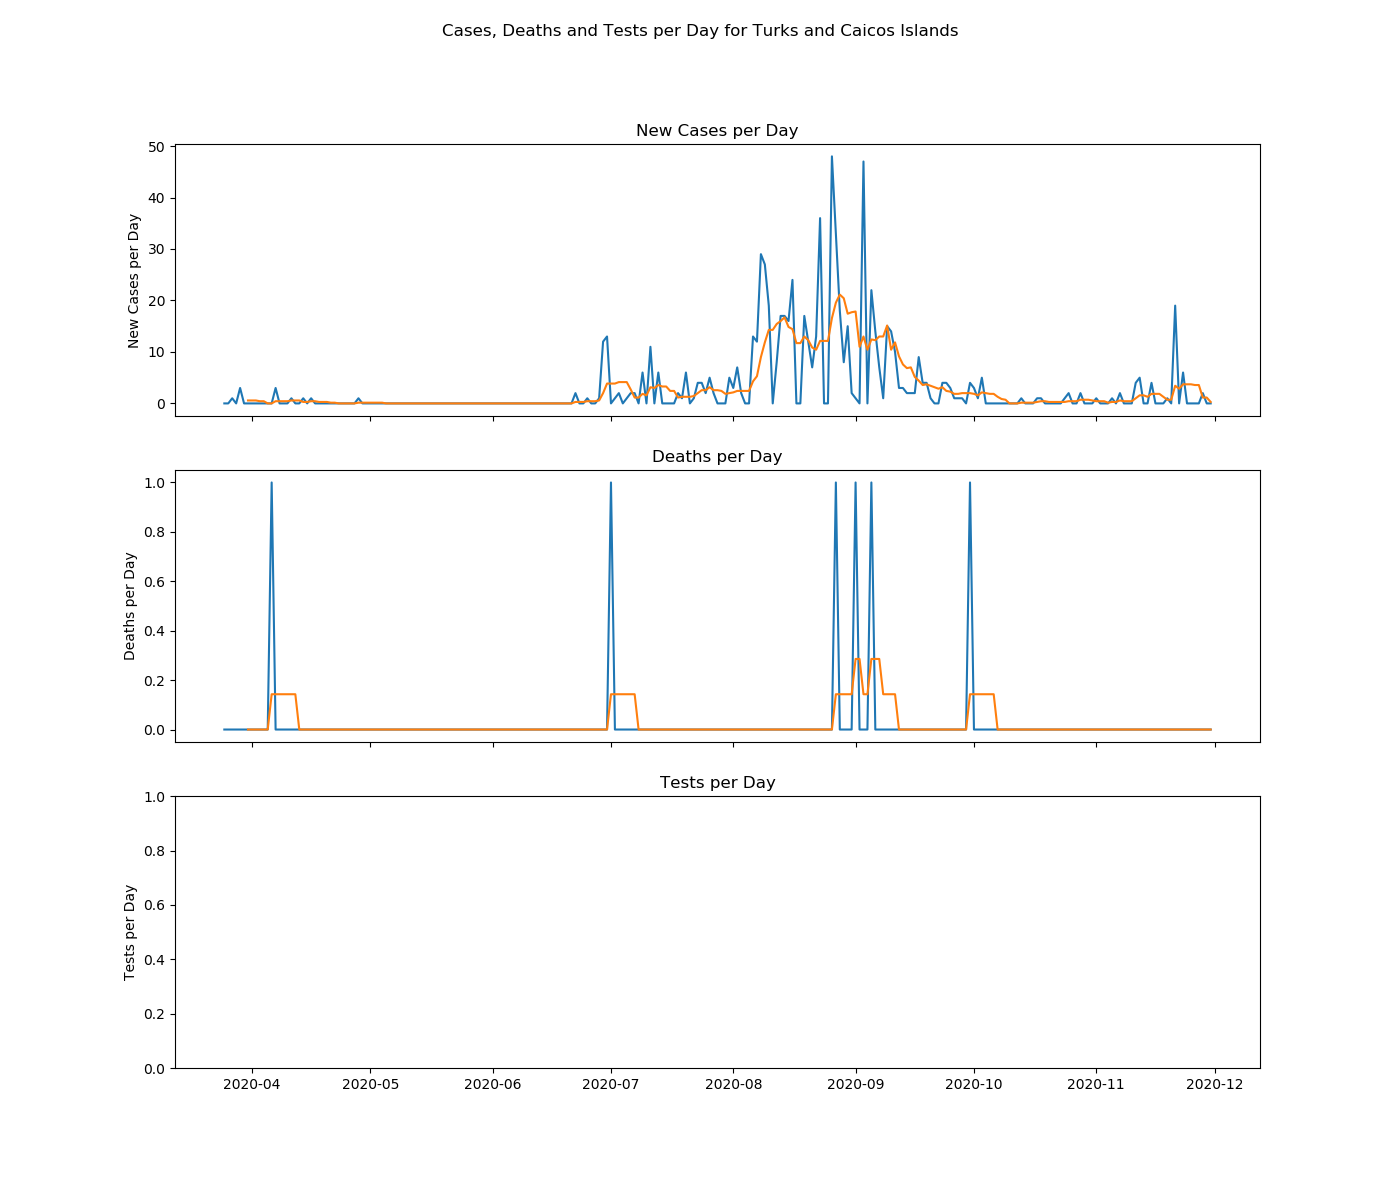 Cases, Deaths and Tests per Day for Turks and Caicos Islands
New Cases per Day
50
40
30
20
10
0
New Cases per Day
Deaths per Day
1.0
0.8
0.6
0.4
0.2
0.0
Deaths per Day
Tests per Day
1.0
0.8
0.6
0.4
0.2
0.0
Tests per Day
2020-04 2020-05 2020-06 2020-07 2020-08 2020-09 2020-10 2020-11 2020-12